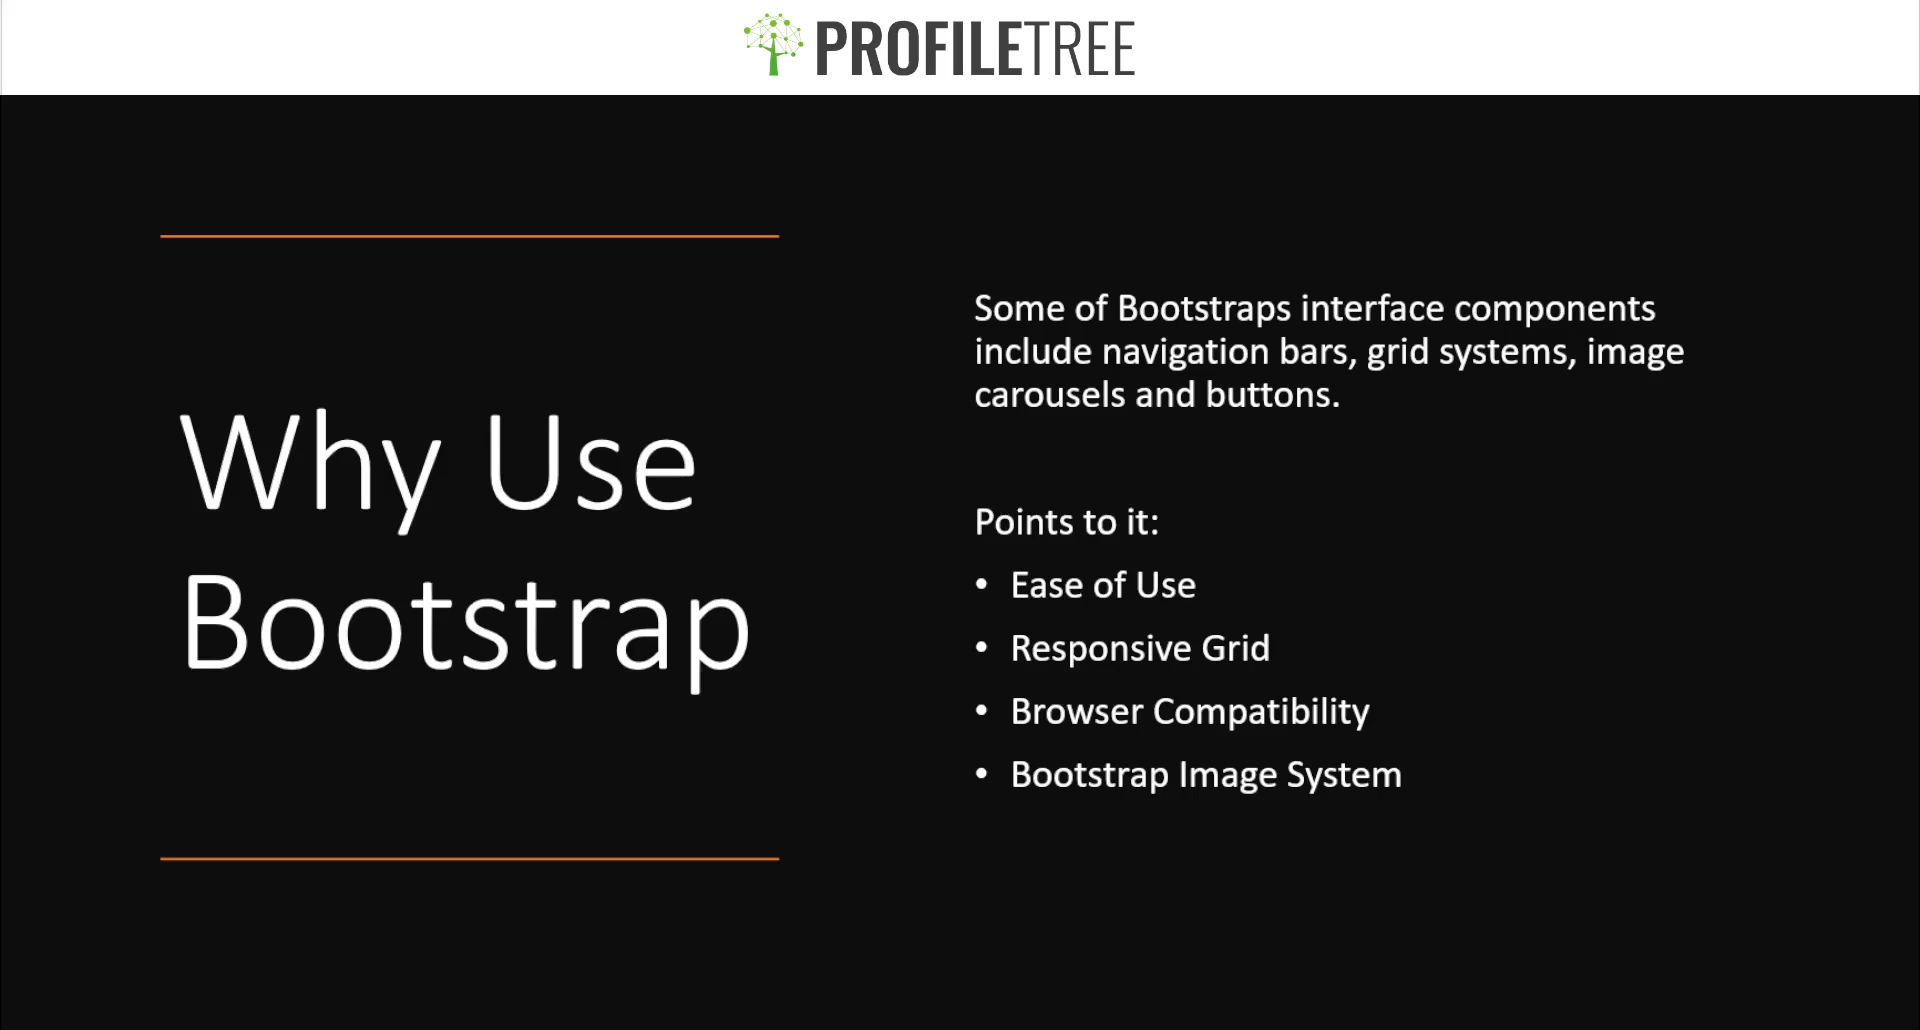 PROFILETREE
Why Use
Bootstrap
Some of Bootstraps interface components
include navigation bars, grid systems, image
carousels and buttons.
Points to it:
• Ease of Use
• Responsive Grid
• Browser Compatibility
• Bootstrap Image System